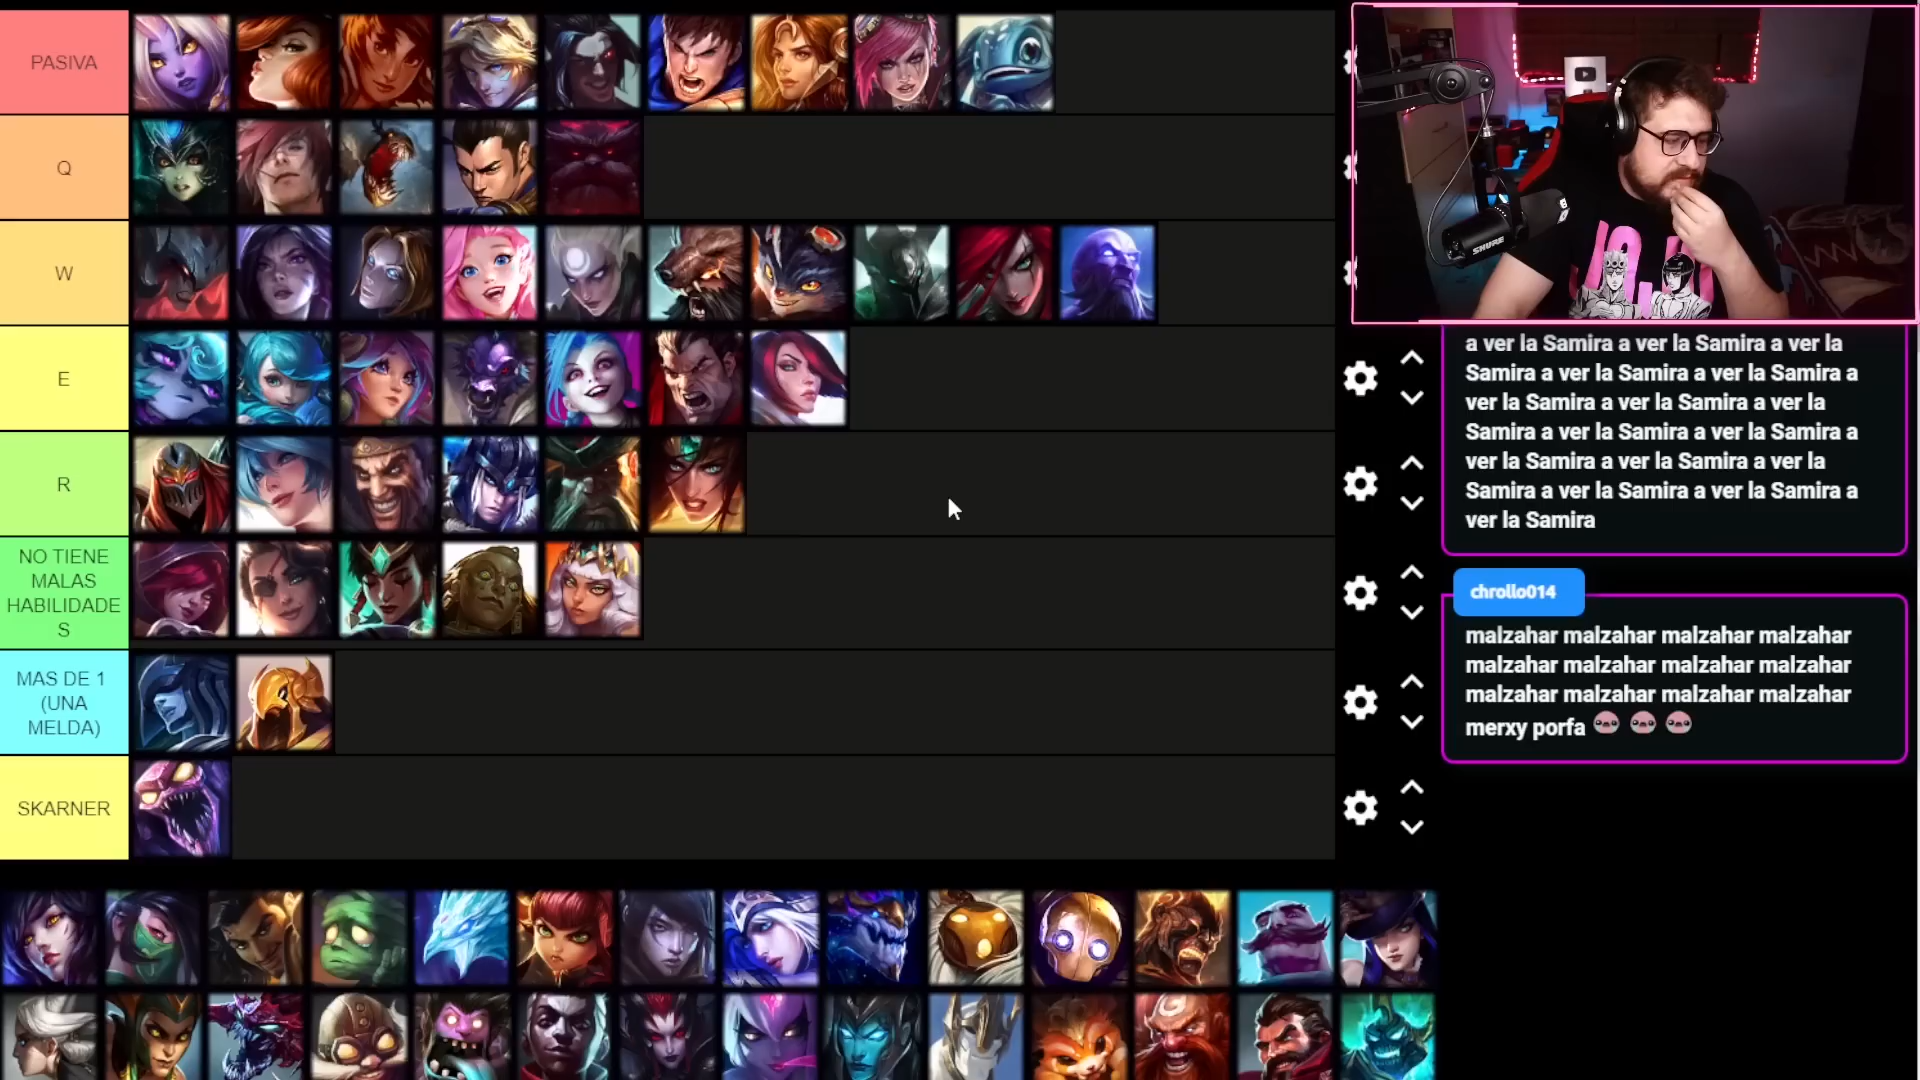 PASIVA
Q
W
E
R
NO TIENE
MALAS
HABILIDADE
S
MAS DE 1
(UNA
MELDA)
SKARNER
SHURE
a ver la Samira a ver la Samira a ver la
Samira a ver la Samira a ver la Samira a
ver la Samira a ver la Samira a ver la
Samira a ver la Samira a ver la Samira a
ver la Samira a ver la Samira a ver la
Samira a ver la Samira a ver la Samira a
ver la Samira
chrollo014
malzahar malzahar malzahar malzahar
malzahar malzahar malzahar malzahar
malzahar malzahar malzahar malzahar
merxy porfa